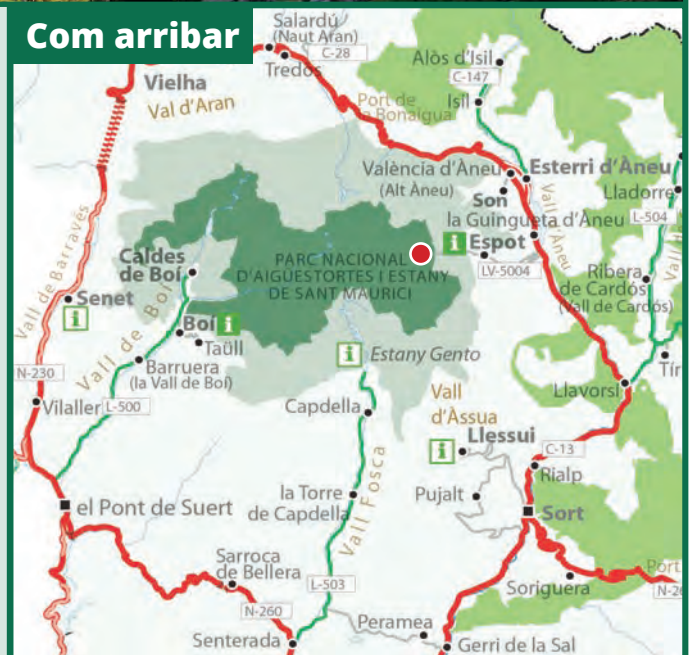 Com arribar
Salardú
(Naut Aran)
C-28
Tredòs
Vielha
Val d'Aran
Alòs d'Isil
C-147
Isil
Port de
la Bonaigua
València d'Àneu
(Alt Àneu)
Esterri d'Àneu
Son
Lladorre
la Guingueta d'Àneu
L-504
Vall d'Àneu
i Espot
LV-5004
Ribera
de Cardós
(Vall de Cardós)
PARC NACIONAL
D'AIGÜESTORTES I ESTANY
DE SANT MAURICI
Caldes
de Boí
Vall de Barravés
Senet
i
Vall de Boí
Boí i
Taüll
Barruera
(la Vall de Boí)
i Estany Gento
N-230
Vilaller
L-500
Capdella
Vall
d'Àssua
Llavorsí
Tír
i
Llessui
C-13
Rialp
el Pont de Suert
la Torre
de Capdella
Vall Fosca
Pujalt
Sort
Sarroca
de Bellera
L-503
Soriguera
Port
N-26
N-260
Peramea
Senterada
Gerri de la Sal